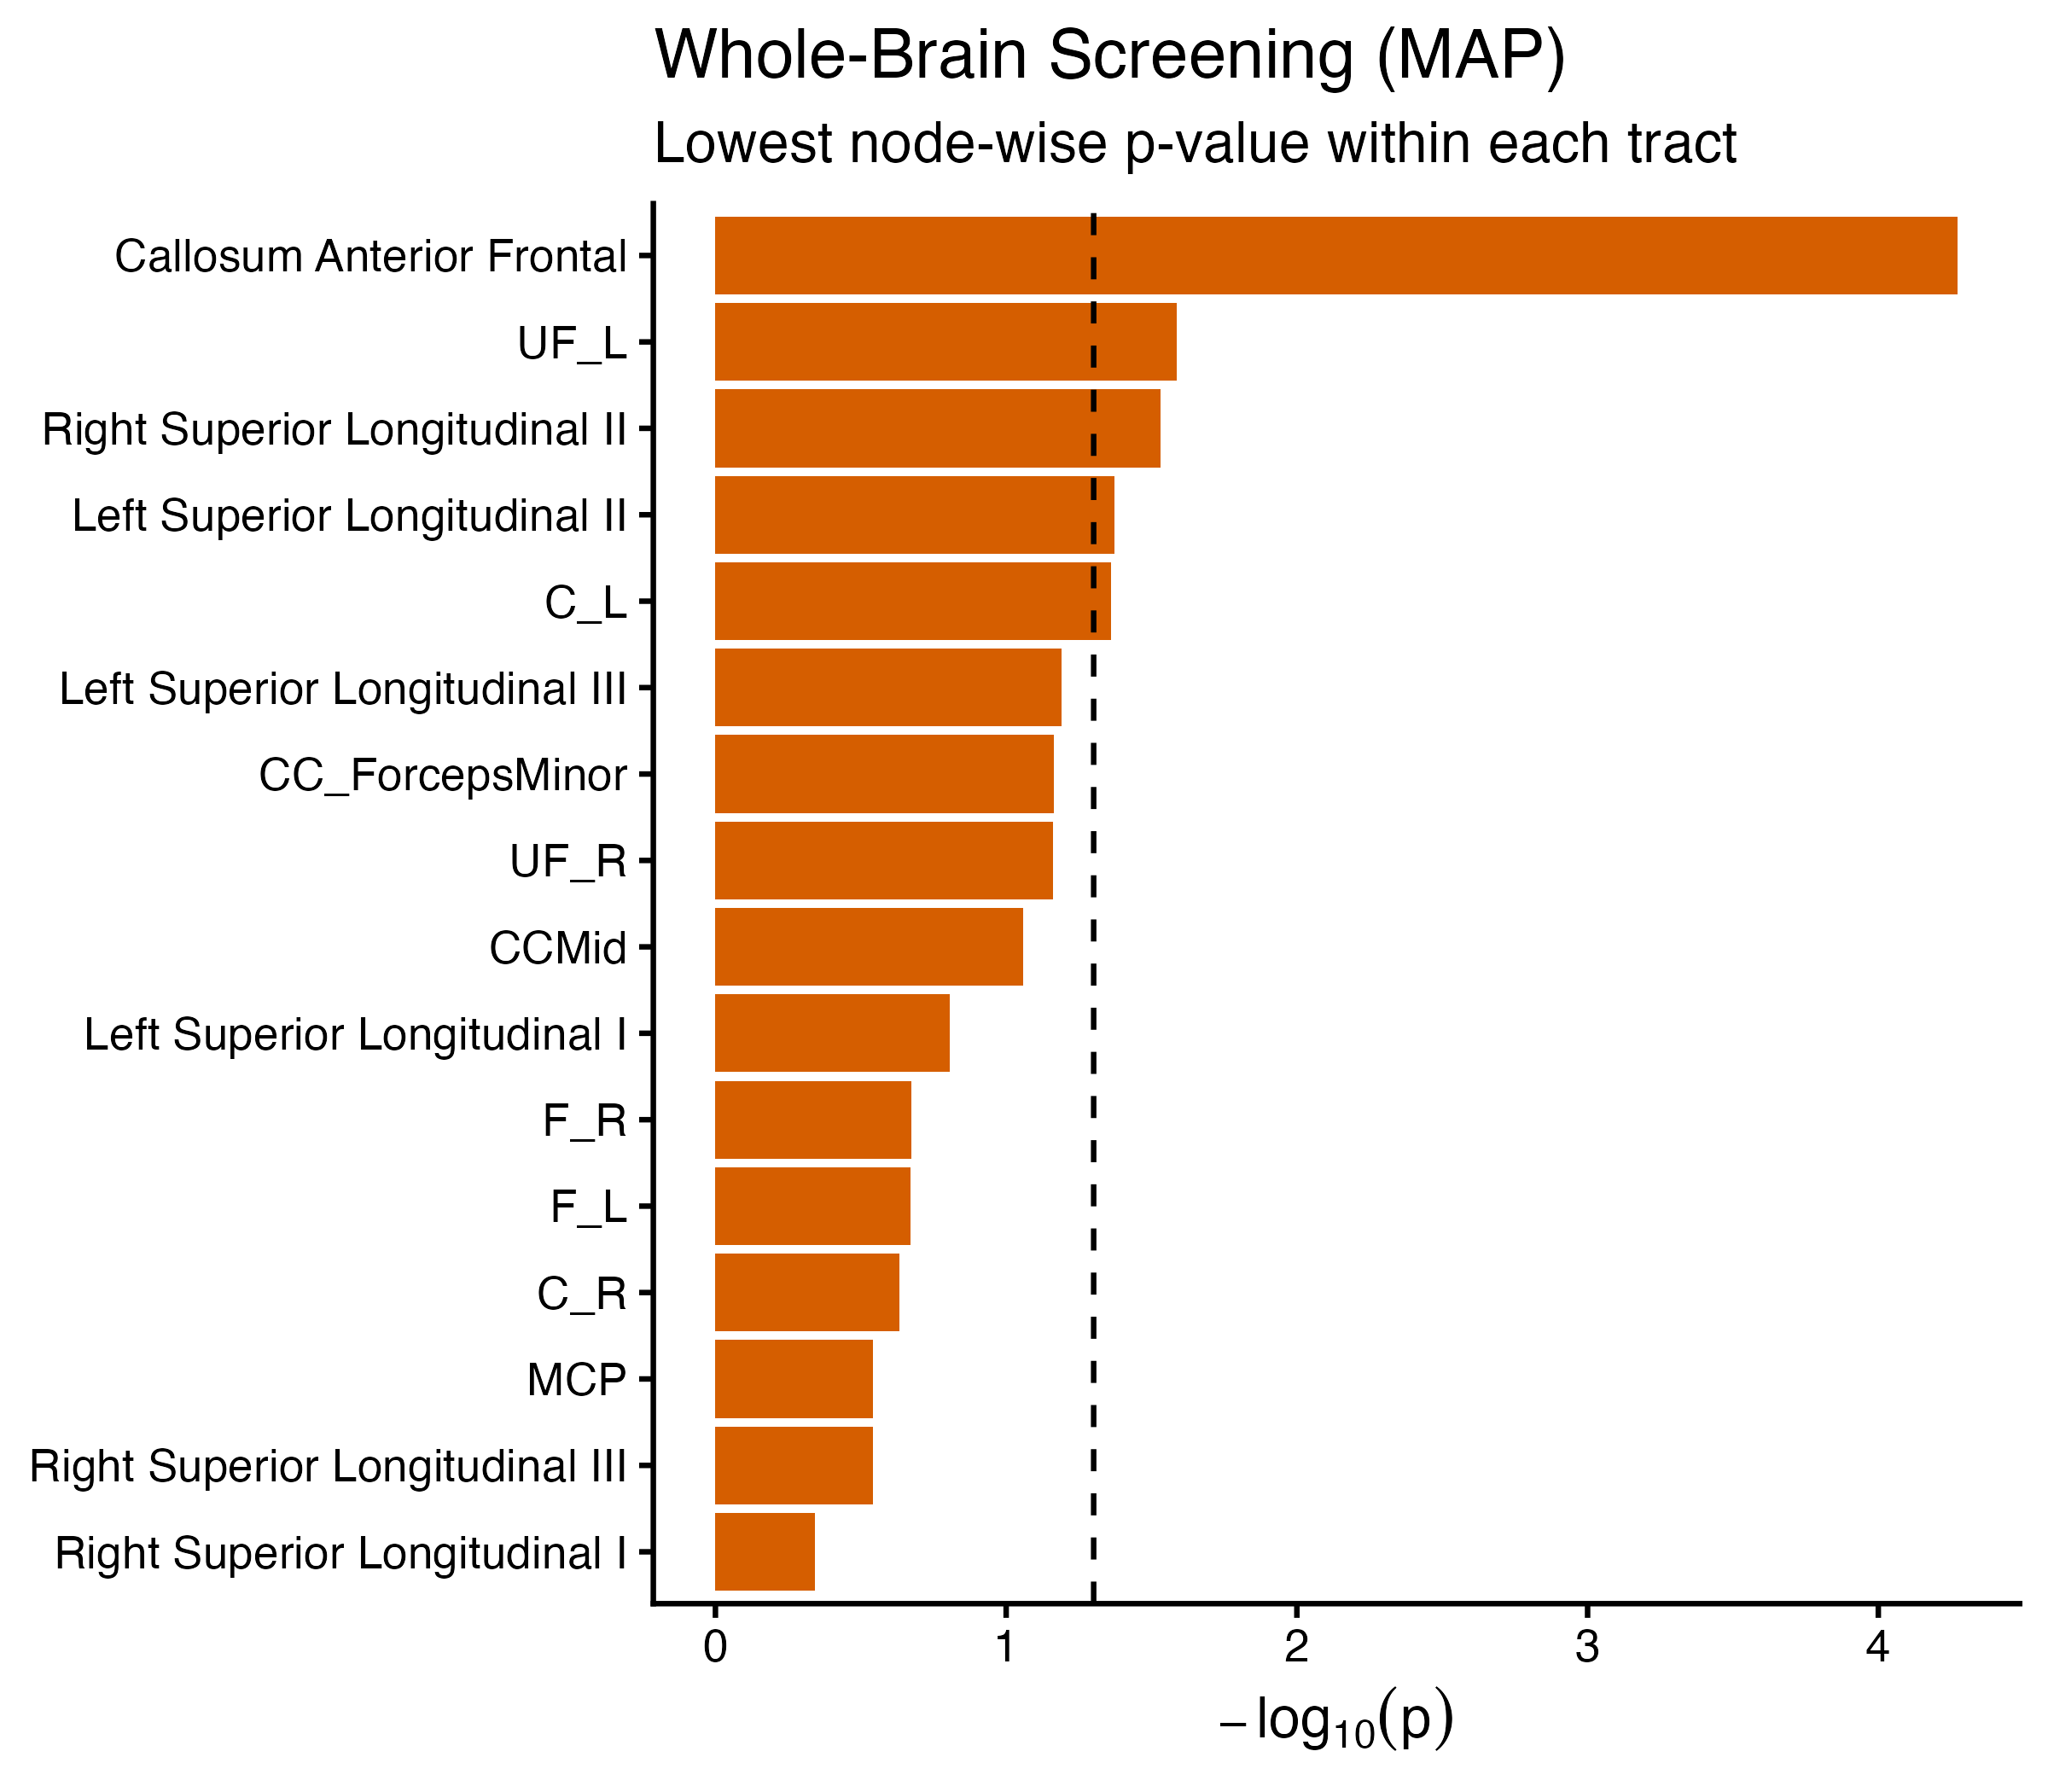 Whole-Brain Screening (MAP)
Lowest node-wise p-value within each tract
Callosum Anterior Frontal
UF_L
Right Superior Longitudinal II
Left Superior Longitudinal II
C_L
Left Superior Longitudinal III
CC_ForcepsMinor
UF_R
CCMid
Left Superior Longitudinal I
F_R
F_L
C_R
MCP
Right Superior Longitudinal III
Right Superior Longitudinal I
0 1 2 3 4
−log₁₀(p)